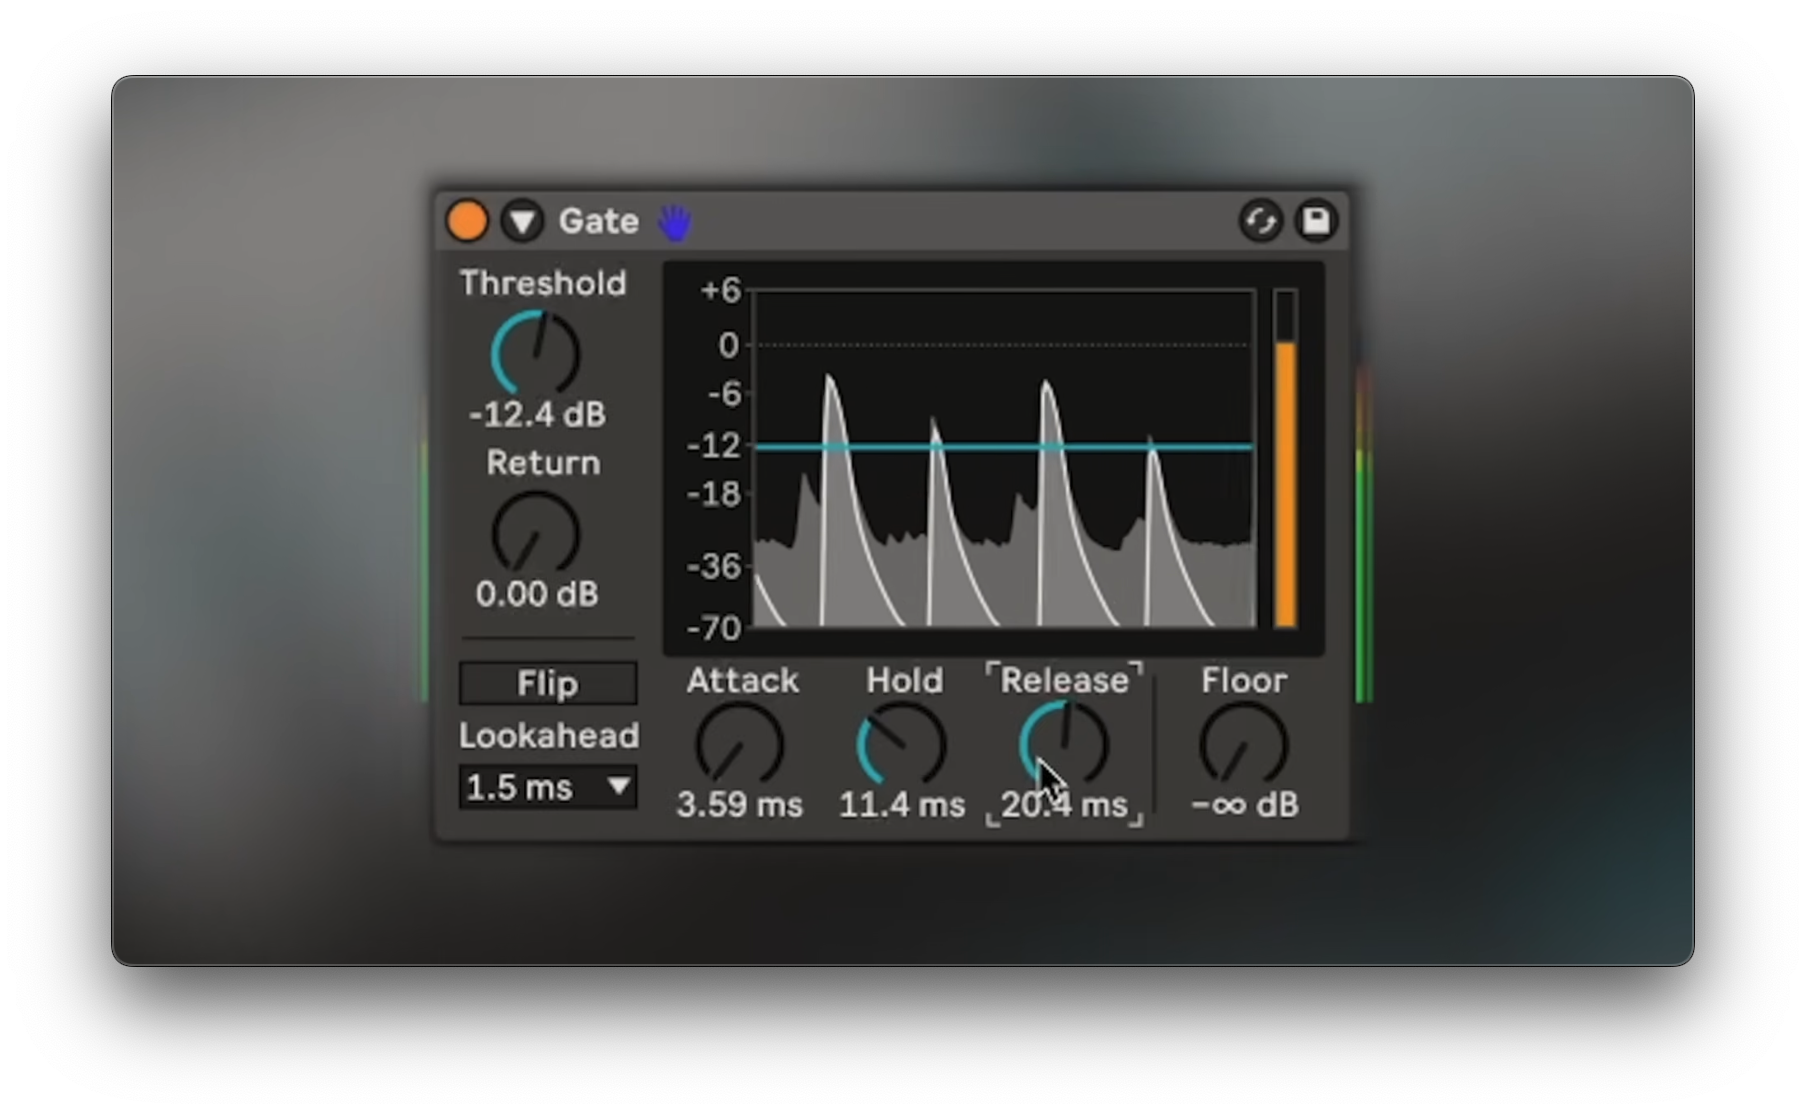 Gate
Threshold
-12.4 dB
Return
0.00 dB
Flip
Lookahead
1.5 ms
+6
0
-6
-12
-18
-36
-70
Attack
Hold
Release
Floor
3.59 ms
11.4 ms
20.4 ms
-∞ dB